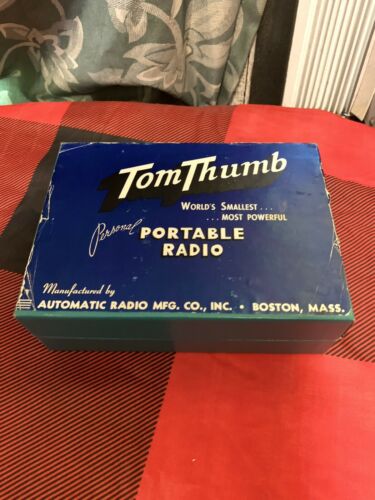 Tom Thumb
WORLD'S SMALLEST...
...MOST POWERFUL
Personal PORTABLE
RADIO
Manufactured by
AUTOMATIC RADIO MFG. CO., INC. • BOSTON, MASS.